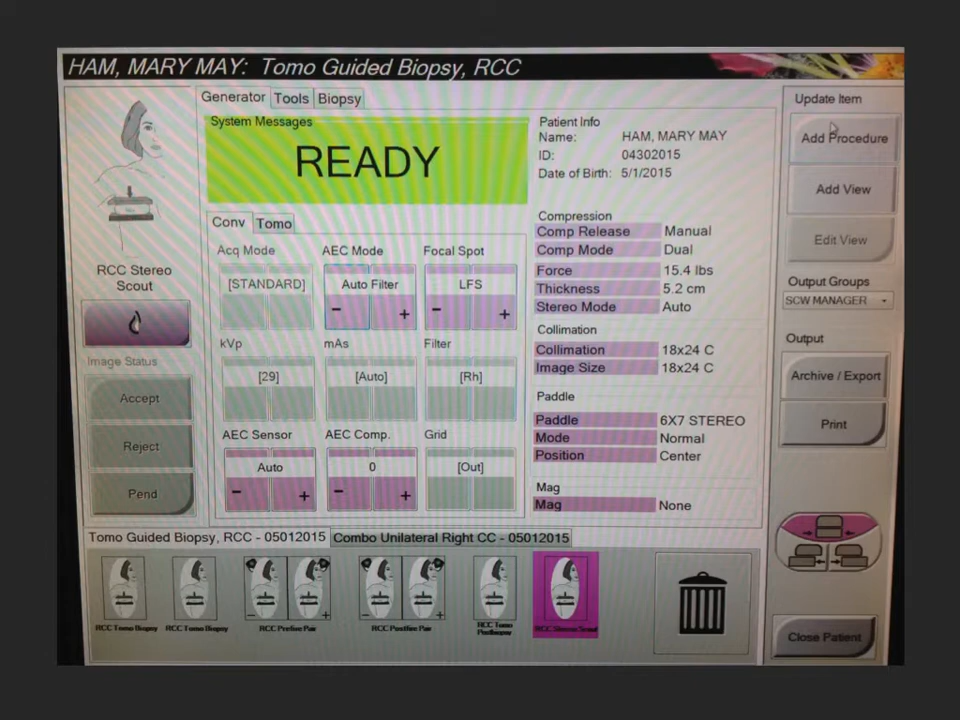 HAM, MARY MAY: Tomo Guided Biopsy, RCC
Generator Tools Biopsy
System Messages
READY
Patient Info
Name: HAM, MARY MAY
ID: 04302015
Date of Birth: 5/1/2015
Update Item
Add Procedure
Add View
Edit View
Output Groups
SCW MANAGER
Output
Archive / Export
Print
Close Patient
RCC Stereo
Scout
Image Status
Accept
Reject
Pend
Conv Tomo
Acq Mode AEC Mode Focal Spot
[STANDARD] Auto Filter LFS
- + - +
kVp mAs Filter
[29] [Auto] [Rh]
AEC Sensor AEC Comp. Grid
Auto 0 [Out]
- + - +
Compression
Comp Release Manual
Comp Mode Dual
Force 15.4 lbs
Thickness 5.2 cm
Stereo Mode Auto
Collimation
Collimation 18x24 C
Image Size 18x24 C
Paddle
Paddle 6X7 STEREO
Mode Normal
Position Center
Mag
Mag None
Tomo Guided Biopsy, RCC - 05012015 Combo Unilateral Right CC - 05012015
RCC Tomo Biopsy RCC Tomo Biopsy RCC Prefire Pair RCC Postfire Pair RCC Tomo
Postbiopsy
RCC Stereo Scout